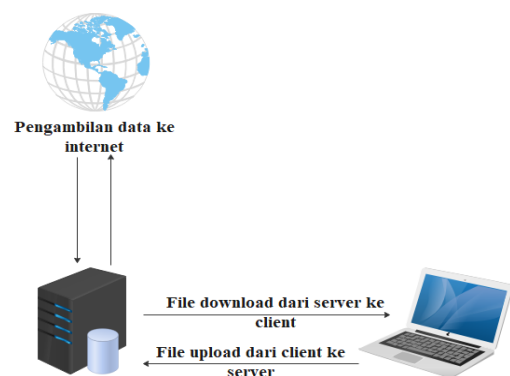 Pengambilan data ke
internet
File download dari server ke
client
File upload dari client ke
server